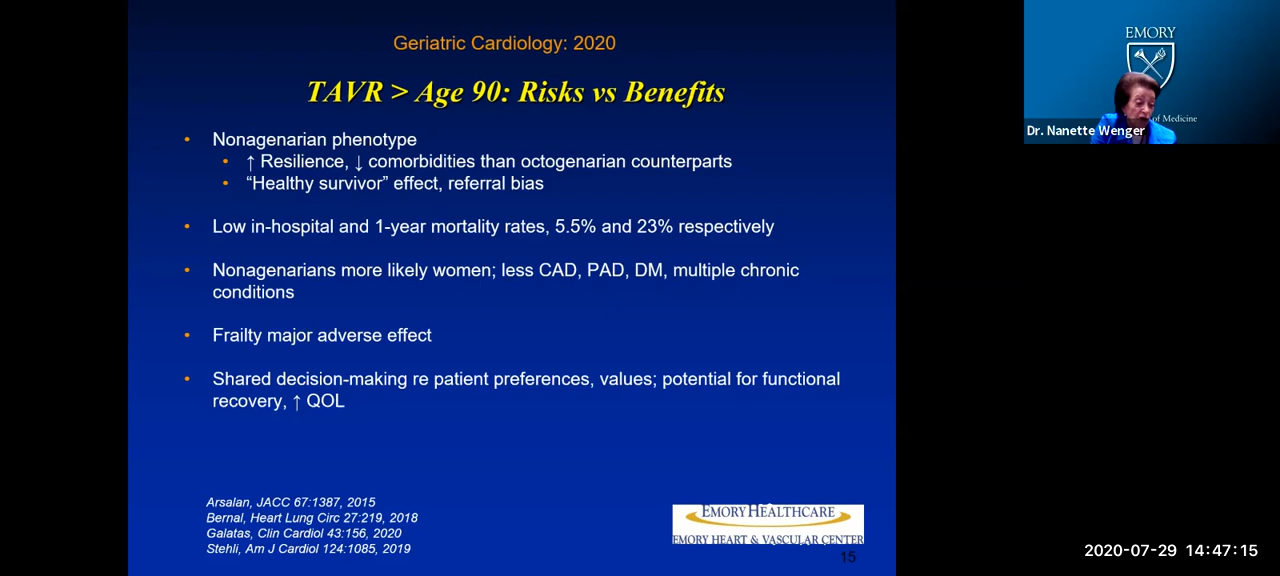 Geriatric Cardiology: 2020
TAVR > Age 90: Risks vs Benefits
• Nonagenarian phenotype
• ↑ Resilience, ↓ comorbidities than octogenarian counterparts
• “Healthy survivor” effect, referral bias
• Low in-hospital and 1-year mortality rates, 5.5% and 23% respectively
• Nonagenarians more likely women; less CAD, PAD, DM, multiple chronic
conditions
• Frailty major adverse effect
• Shared decision-making re patient preferences, values; potential for functional
recovery, ↑ QOL
Arsalan, JACC 67:1387, 2015
Bernal, Heart Lung Circ 27:219, 2018
Galatas, Clin Cardiol 43:156, 2020
Stehli, Am J Cardiol 124:1085, 2019
EMORY HEALTHCARE
EMORY HEART & VASCULAR CENTER
15
EMORY
of Medicine
Dr. Nanette Wenger
2020-07-29 14:47:15